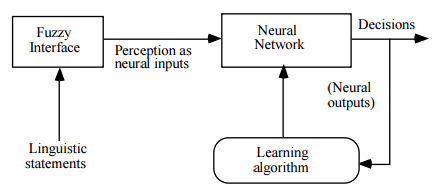 Fuzzy
Interface
Perception as
neural inputs
Neural
Network
Decisions
(Neural
outputs)
Linguistic
statements
Learning
algorithm